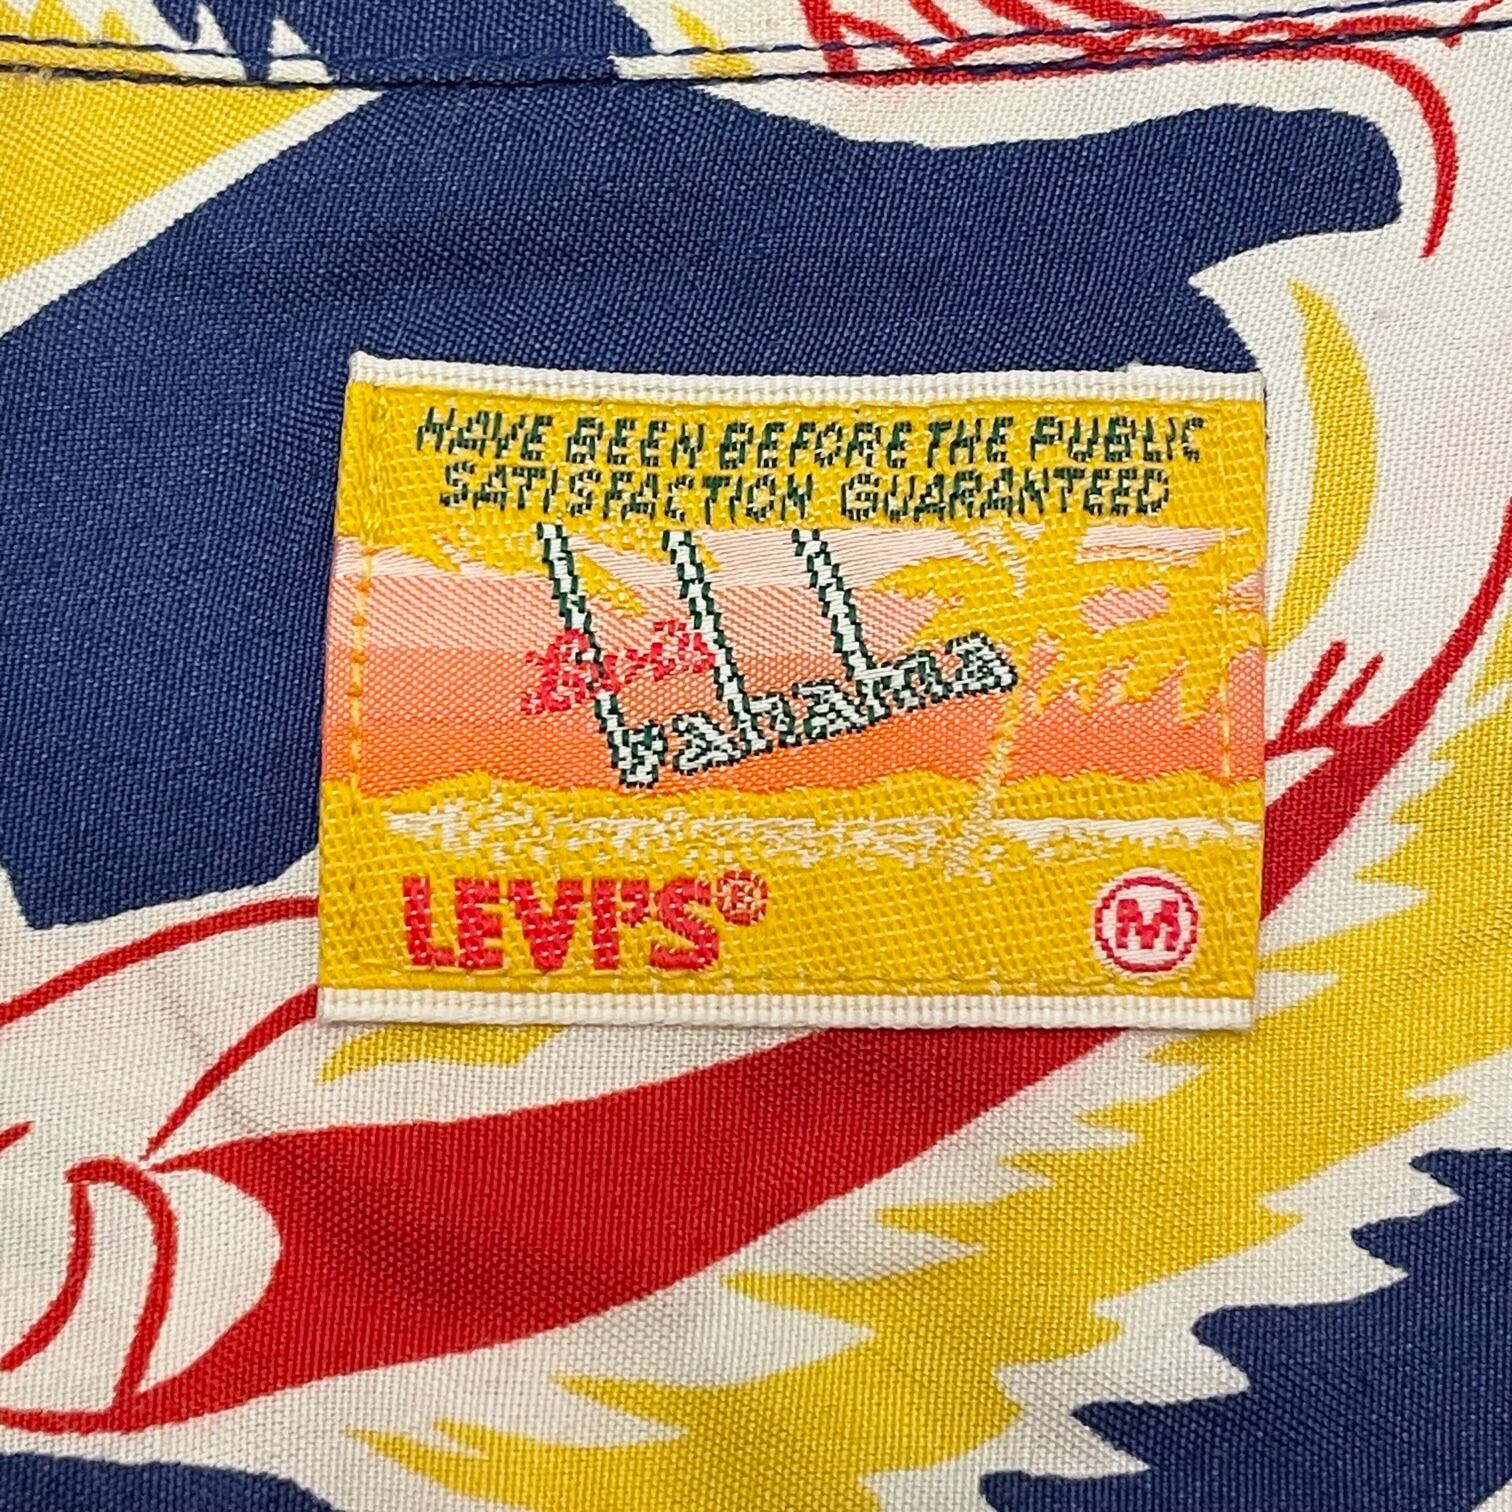 HAVE BEEN BEFORE THE PUBLIC
SATISFACTION GUARANTEED
Levi's
bahama
LEVI'S®
M